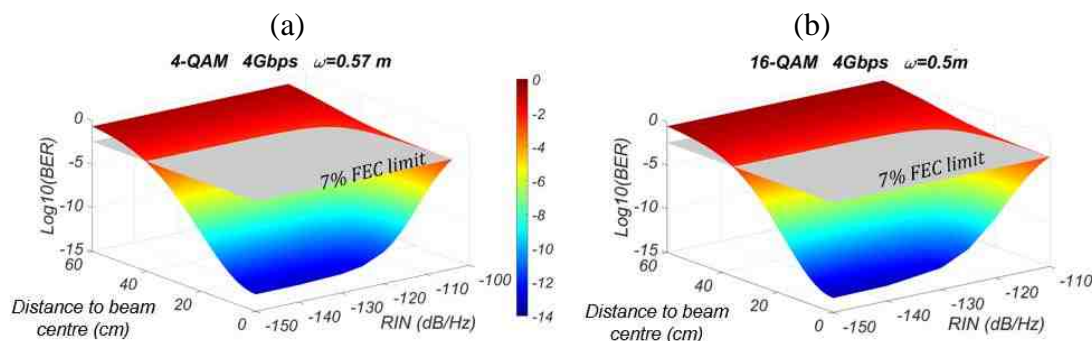 (a)
4-QAM 4Gbps ω=0.57 m
0
-5
-10
-15
Log10(BER)
7% FEC limit
60
40
20
0
Distance to beam
centre (cm)
-150
-140
-130
-120
-110
-100
RIN (dB/Hz)
0
-2
-4
-6
-8
-10
-12
-14
(b)
16-QAM 4Gbps ω=0.5m
0
-5
-10
-15
Log10(BER)
7% FEC limit
60
40
20
0
Distance to beam
centre (cm)
-150
-140
-130
-120
-110
RIN (dB/Hz)